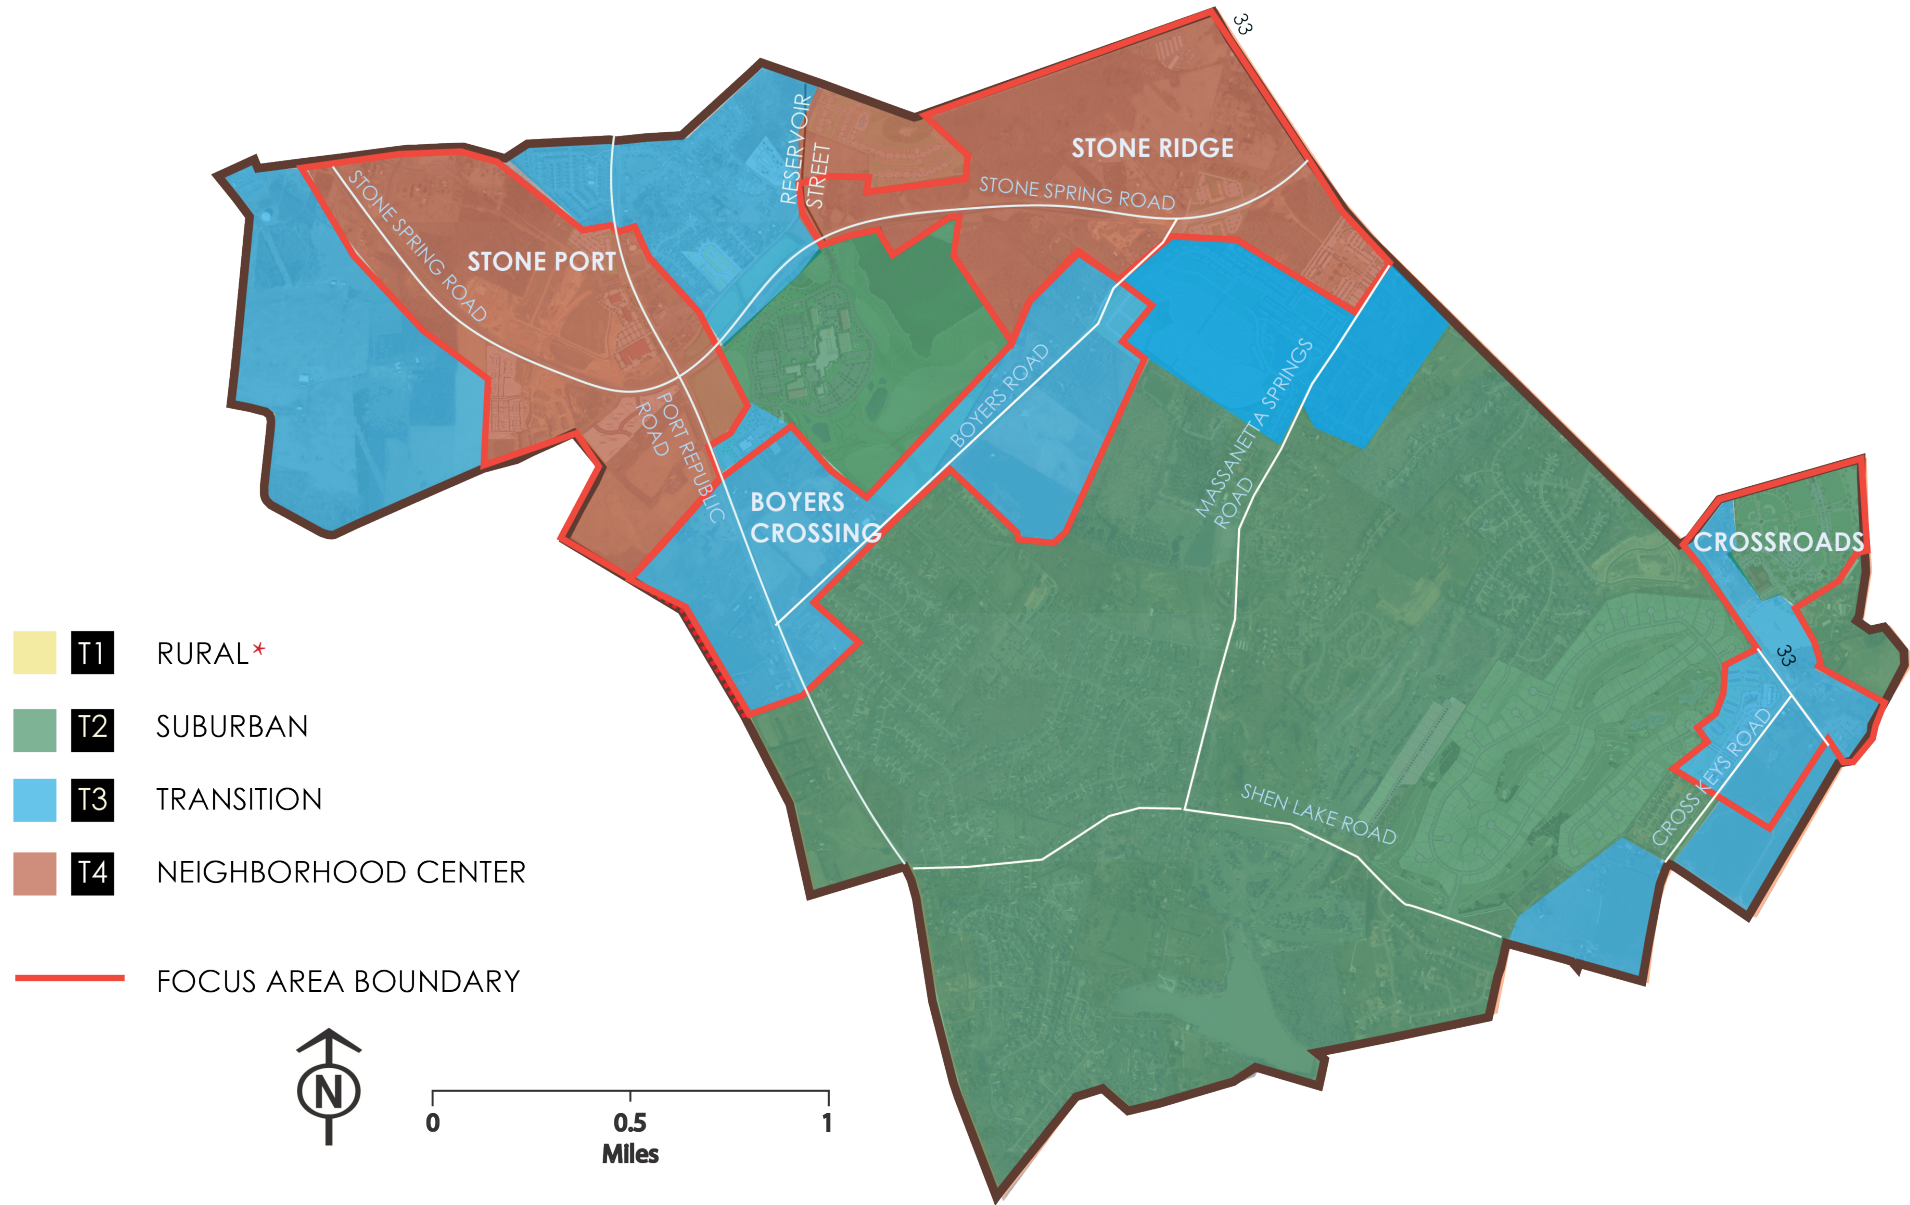 33
RESERVOIR
STREET
STONE RIDGE
STONE SPRING ROAD
STONE SPRING ROAD
STONE PORT
BOYERS ROAD
MASSANETTA SPRINGS
ROAD
PORT REPUBLIC
ROAD
BOYERS
CROSSING
CROSSROADS
33
CROSS KEYS ROAD
SHEN LAKE ROAD
T1 RURAL*
T2 SUBURBAN
T3 TRANSITION
T4 NEIGHBORHOOD CENTER
FOCUS AREA BOUNDARY
N
0 0.5 1
Miles